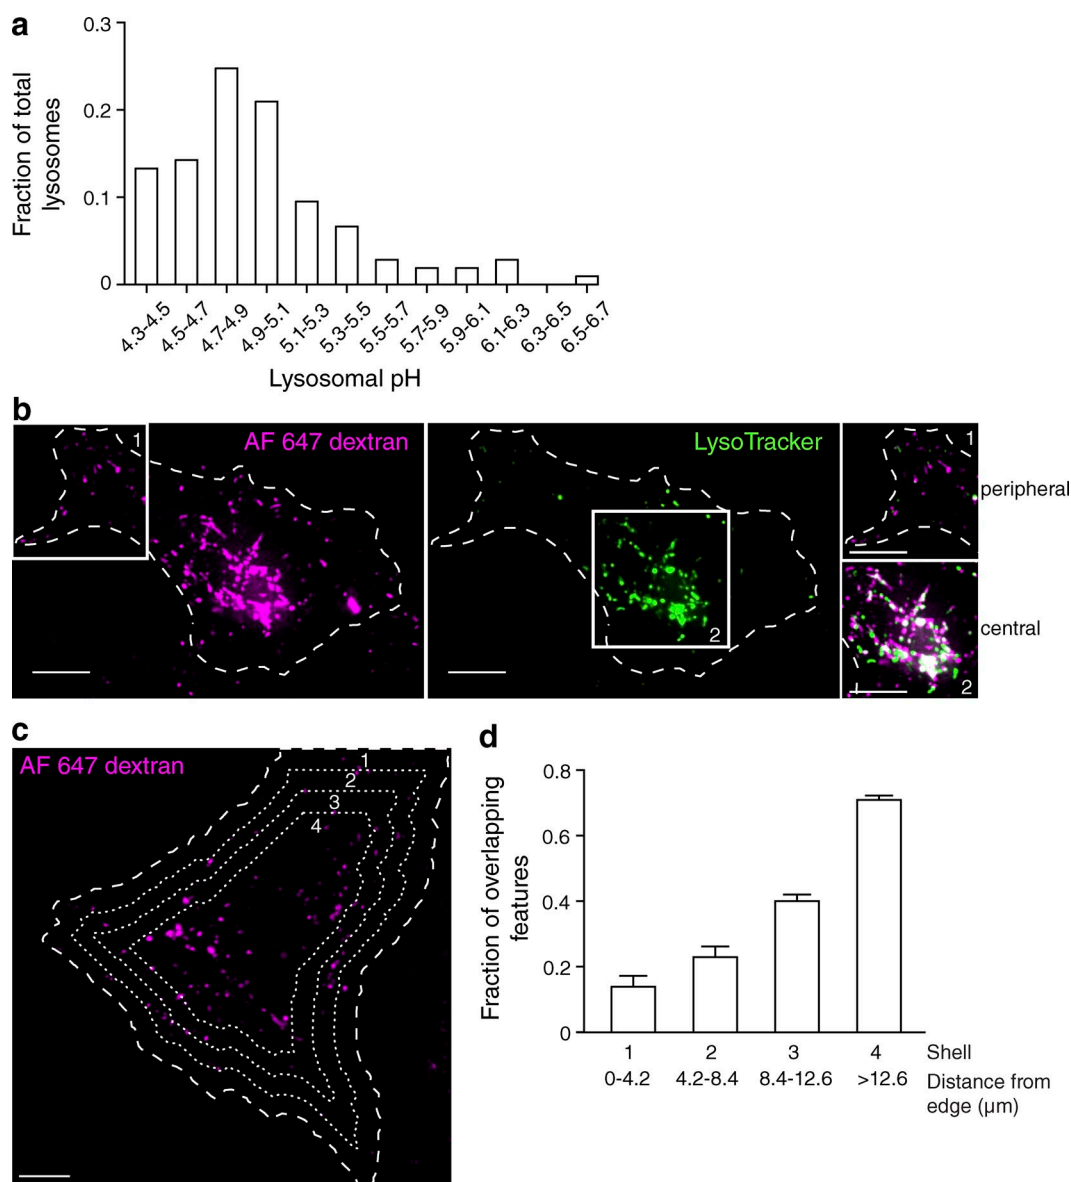 a
0.3
0.2
0.1
0
Fraction of total
lysosomes
4.3-4.5
4.5-4.7
4.7-4.9
4.9-5.1
5.1-5.3
5.3-5.5
5.5-5.7
5.7-5.9
5.9-6.1
6.1-6.3
6.3-6.5
6.5-6.7
Lysosomal pH
b
1
AF 647 dextran
LysoTracker
2
1
peripheral
central
2
c
AF 647 dextran
1
2
3
4
d
0.8
0.6
0.4
0.2
0
Fraction of overlapping
features
1 2 3 4 Shell
0-4.2 4.2-8.4 8.4-12.6 >12.6 Distance from
edge (μm)